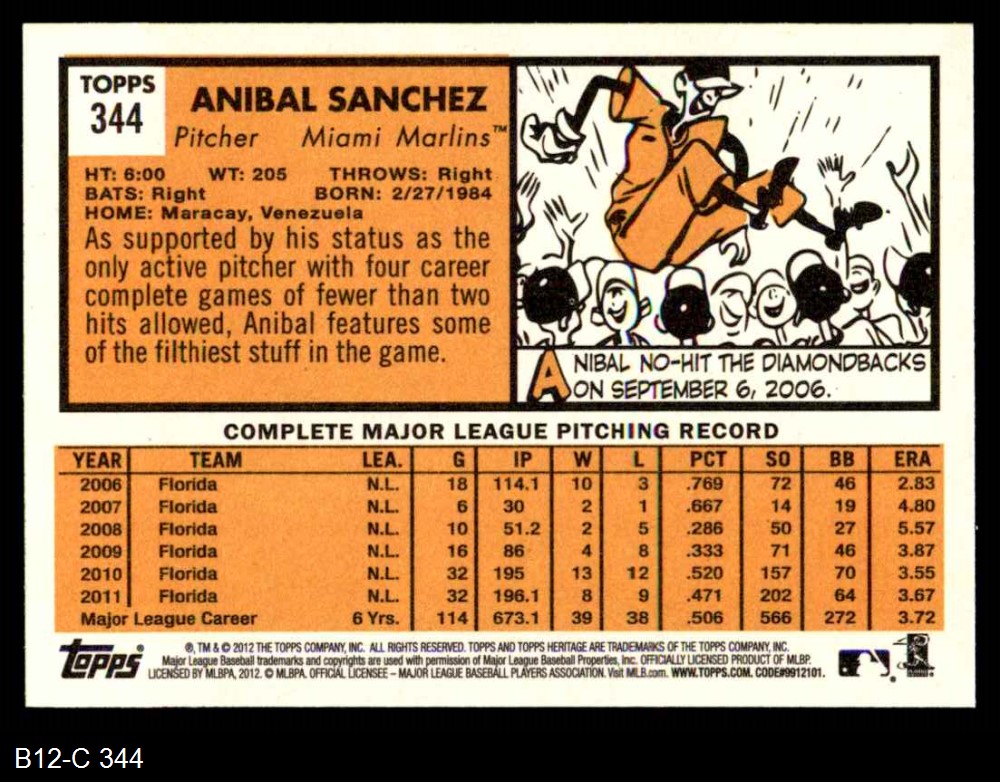 TOPPS
344
ANIBAL SANCHEZ
Pitcher Miami Marlins™
HT: 6:00 WT: 205 THROWS: Right
BATS: Right BORN: 2/27/1984
HOME: Maracay, Venezuela
As supported by his status as the
only active pitcher with four career
complete games of fewer than two
hits allowed, Anibal features some
of the filthiest stuff in the game.
ANIBAL NO-HIT THE DIAMONDBACKS
ON SEPTEMBER 6, 2006.
COMPLETE MAJOR LEAGUE PITCHING RECORD
YEAR TEAM LEA. G IP W L PCT SO BB ERA
2006 Florida N.L. 18 114.1 10 3 .769 72 46 2.83
2007 Florida N.L. 6 30 2 1 .667 14 19 4.80
2008 Florida N.L. 10 51.2 2 5 .286 50 27 5.57
2009 Florida N.L. 16 86 4 8 .333 71 46 3.87
2010 Florida N.L. 32 195 13 12 .520 157 70 3.55
2011 Florida N.L. 32 196.1 8 9 .471 202 64 3.67
Major League Career 6 Yrs. 114 673.1 39 38 .506 566 272 3.72
topps
®, TM & © 2012 THE TOPPS COMPANY, INC. ALL RIGHTS RESERVED. TOPPS AND TOPPS HERITAGE ARE TRADEMARKS OF THE TOPPS COMPANY, INC.
Major League Baseball trademarks and copyrights are used with permission of Major League Baseball Properties, Inc. OFFICIALLY LICENSED PRODUCT OF MLBP.
LICENSED BY MLBPA, 2012. © MLBPA. OFFICIAL LICENSEE – MAJOR LEAGUE BASEBALL PLAYERS ASSOCIATION. Visit MLB.com. WWW.TOPPS.COM. CODE#9912101.
B12-C 344